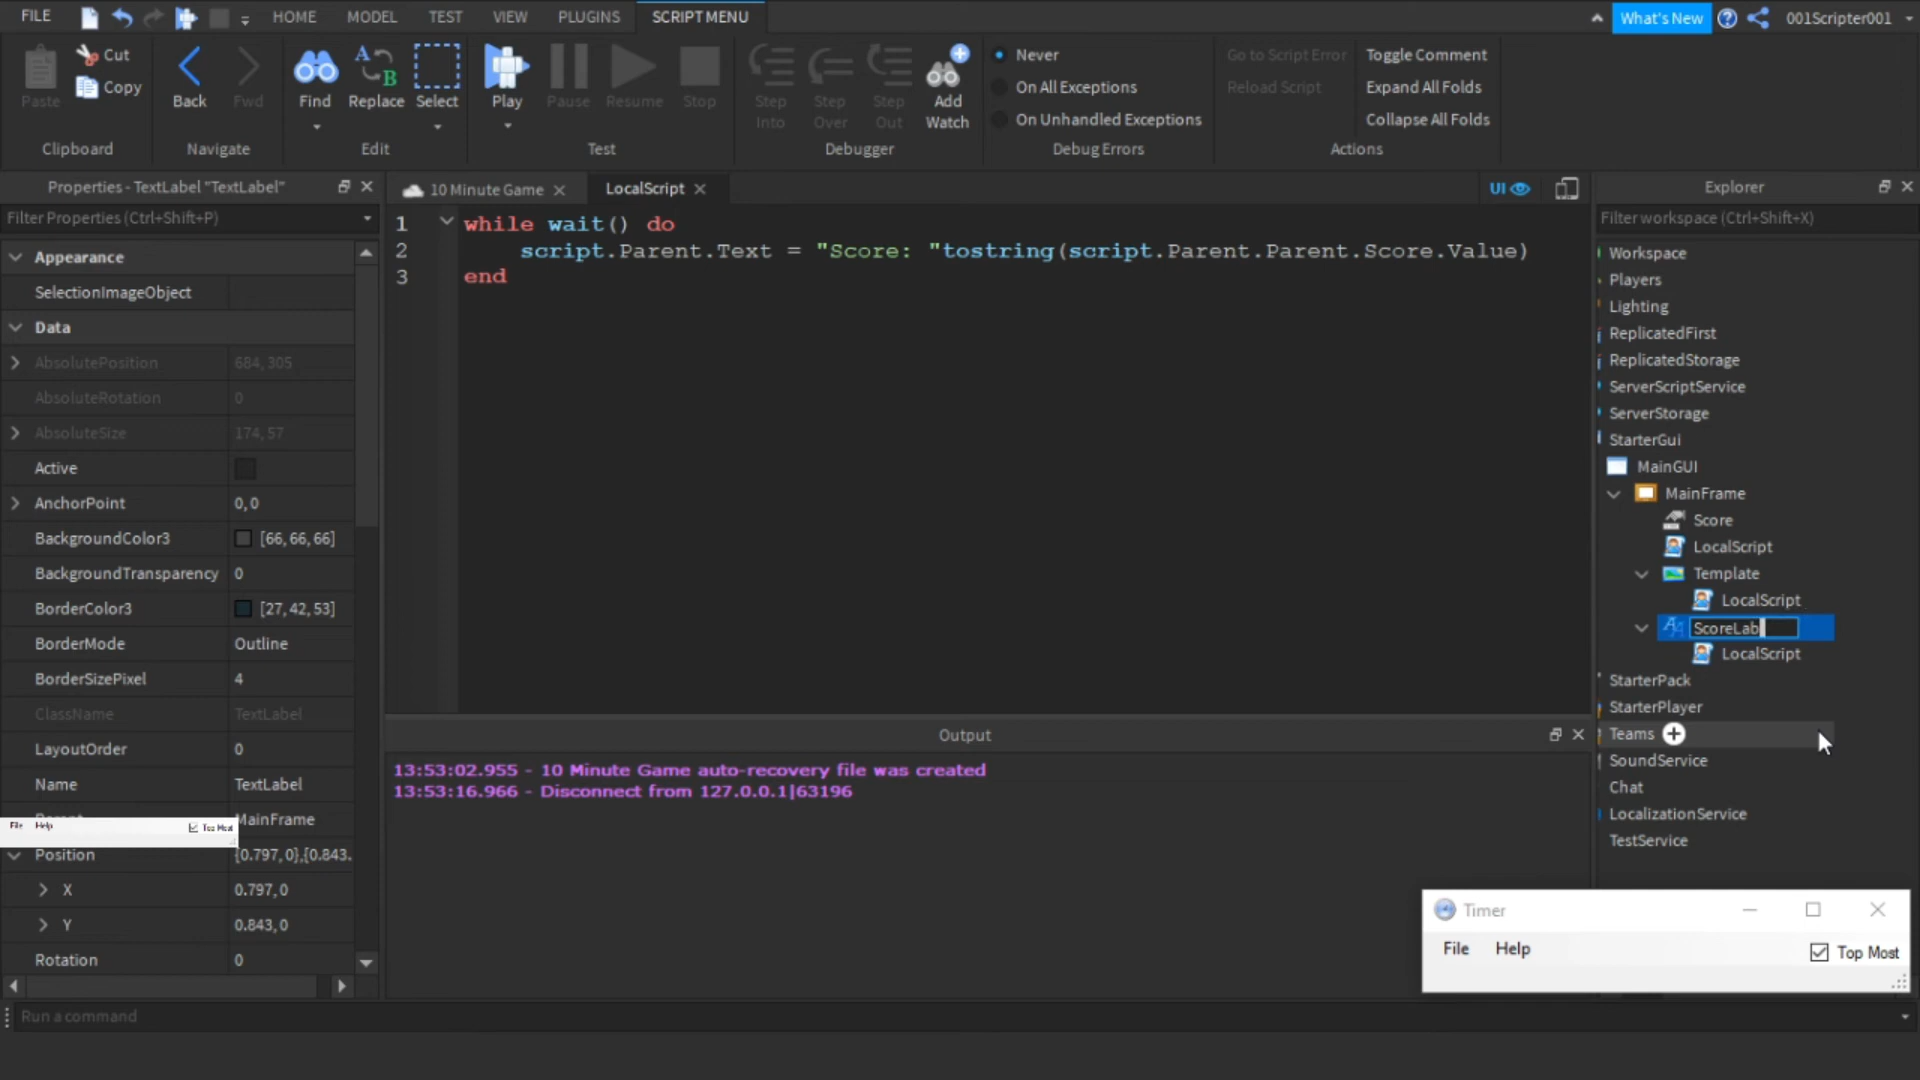 FILE HOME MODEL TEST VIEW PLUGINS SCRIPT MENU What's New 001Scripter001
Paste Cut Copy Back Fwd Find Replace Select Play Pause Resume Stop Step Into Step Over Step Out Add Watch Never On All Exceptions On Unhandled Exceptions Go to Script Error Reload Script Toggle Comment Expand All Folds Collapse All Folds
Clipboard Navigate Edit Test Debugger Debug Errors Actions
Properties - TextLabel "TextLabel"
Filter Properties (Ctrl+Shift+P)
Appearance
SelectionImageObject
Data
AbsolutePosition 684, 305
AbsoluteRotation 0
AbsoluteSize 174, 57
Active
AnchorPoint 0, 0
BackgroundColor3 [66, 66, 66]
BackgroundTransparency 0
BorderColor3 [27, 42, 53]
BorderMode Outline
BorderSizePixel 4
ClassName TextLabel
LayoutOrder 0
Name TextLabel
Parent MainFrame
File Help Top Most
Position {0.797, 0},{0.843,
X 0.797, 0
Y 0.843, 0
Rotation 0
10 Minute Game LocalScript UI
1 while wait() do
2 script.Parent.Text = "Score: "tostring(script.Parent.Parent.Score.Value)
3 end
Output
13:53:02.955 - 10 Minute Game auto-recovery file was created
13:53:16.966 - Disconnect from 127.0.0.1|63196
Explorer
Filter workspace (Ctrl+Shift+X)
Workspace
Players
Lighting
ReplicatedFirst
ReplicatedStorage
ServerScriptService
ServerStorage
StarterGui
MainGUI
MainFrame
Score
LocalScript
Template
LocalScript
ScoreLab
LocalScript
StarterPack
StarterPlayer
Teams
SoundService
Chat
LocalizationService
TestService
Timer
File Help Top Most
Run a command